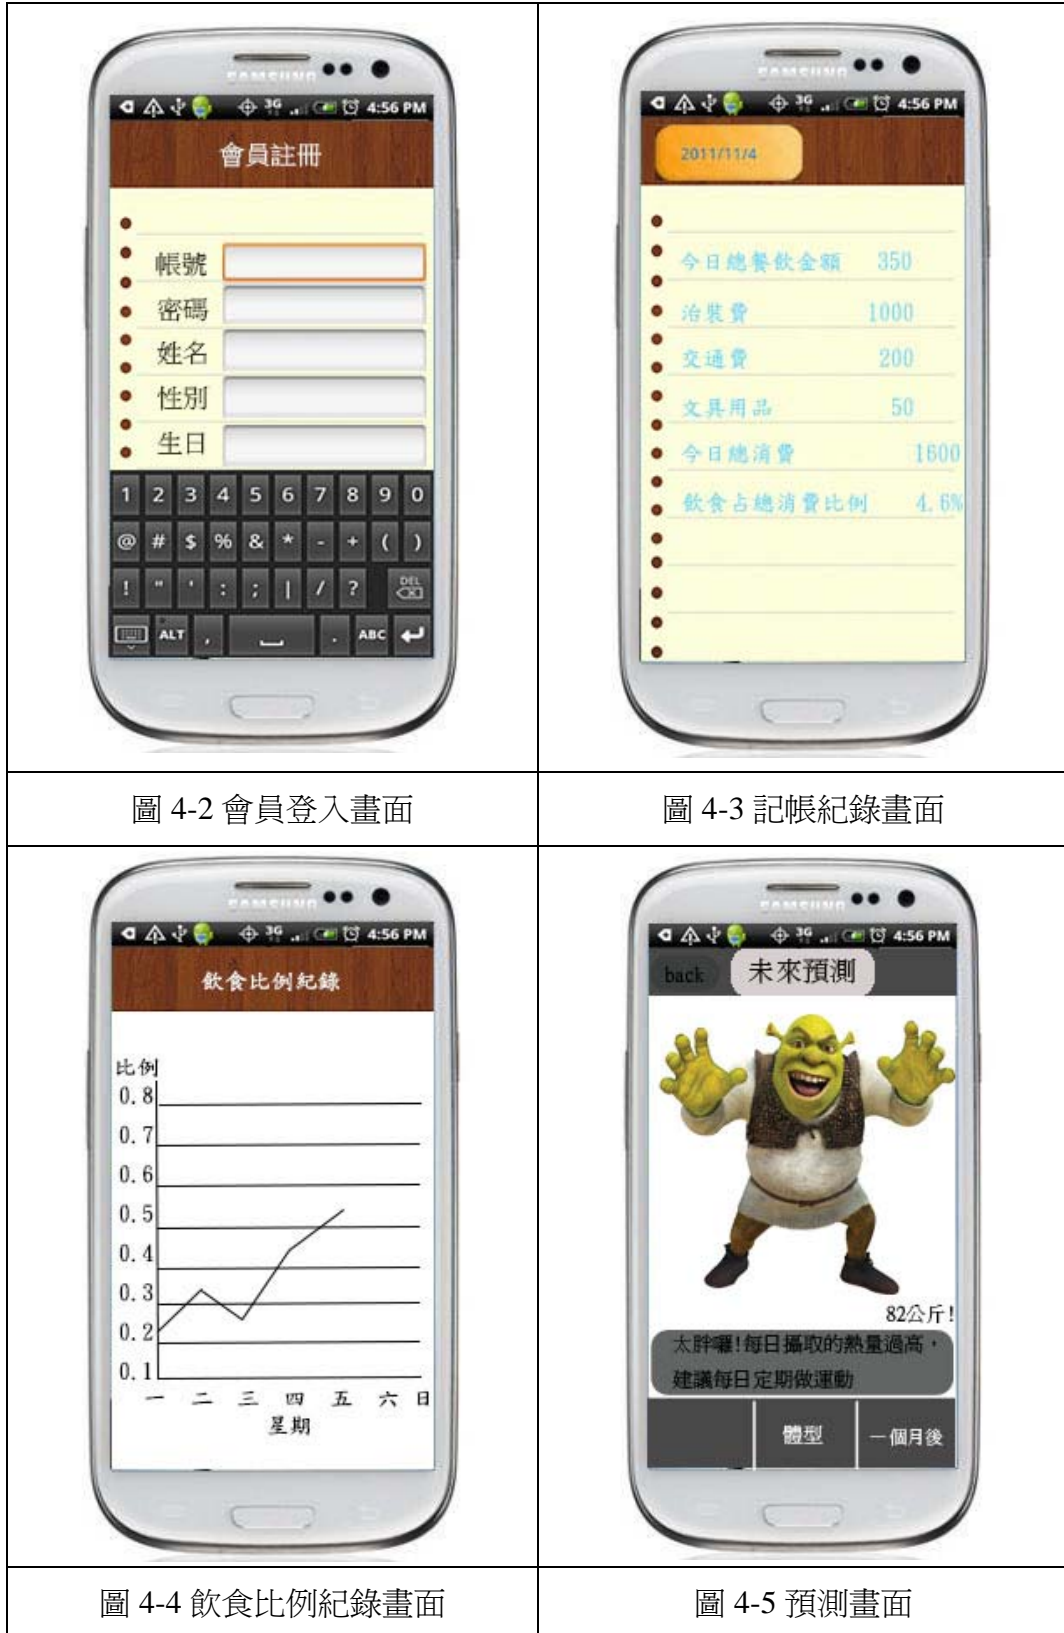 SAMSUNG
3G 4:56 PM
會員註冊
帳號
密碼
姓名
性別
生日
1 2 3 4 5 6 7 8 9 0
@ # $ % & * - + ( )
! " ' : ; | / ? DEL
ALT , . ABC
圖 4-2 會員登入畫面
SAMSUNG
3G 4:56 PM
2011/11/4
今日總餐飲金額 350
治裝費 1000
交通費 200
文具用品 50
今日總消費 1600
飲食占總消費比例 4.6%
圖 4-3 記帳紀錄畫面
SAMSUNG
3G 4:56 PM
飲食比例紀錄
比例
0.8
0.7
0.6
0.5
0.4
0.3
0.2
0.1
一 二 三 四 五 六 日
星期
圖 4-4 飲食比例紀錄畫面
SAMSUNG
3G 4:56 PM
back 未來預測
82公斤!
太胖囉!每日攝取的熱量過高，
建議每日定期做運動
體型 一個月後
圖 4-5 預測畫面